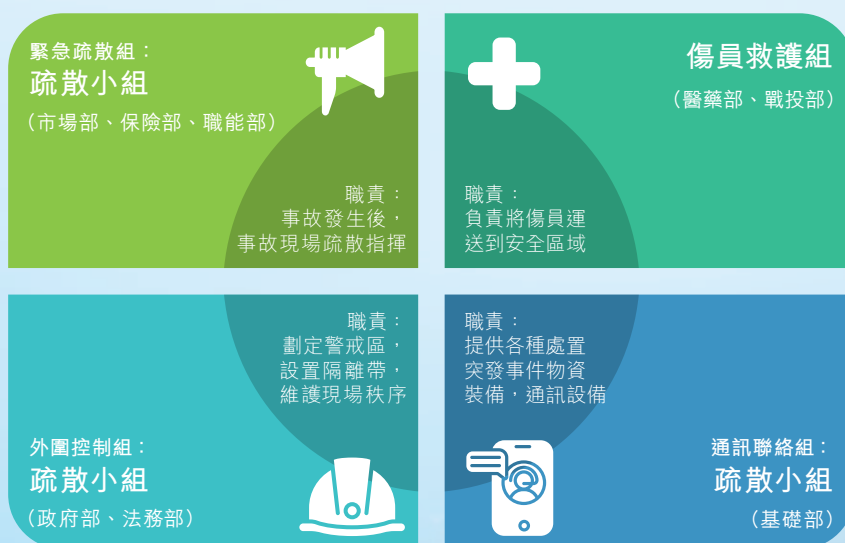 緊急疏散組：
疏散小組
（市場部、保險部、職能部）
職責：
事故發生後，
事故現場疏散指揮
傷員救護組
（醫藥部、戰投部）
職責：
負責將傷員運
送到安全區域
職責：
劃定警戒區，
設置隔離帶，
維護現場秩序
外圍控制組：
疏散小組
（政府部、法務部）
職責：
提供各種處置
突發事件物資
裝備，通訊設備
通訊聯絡組：
疏散小組
（基礎部）